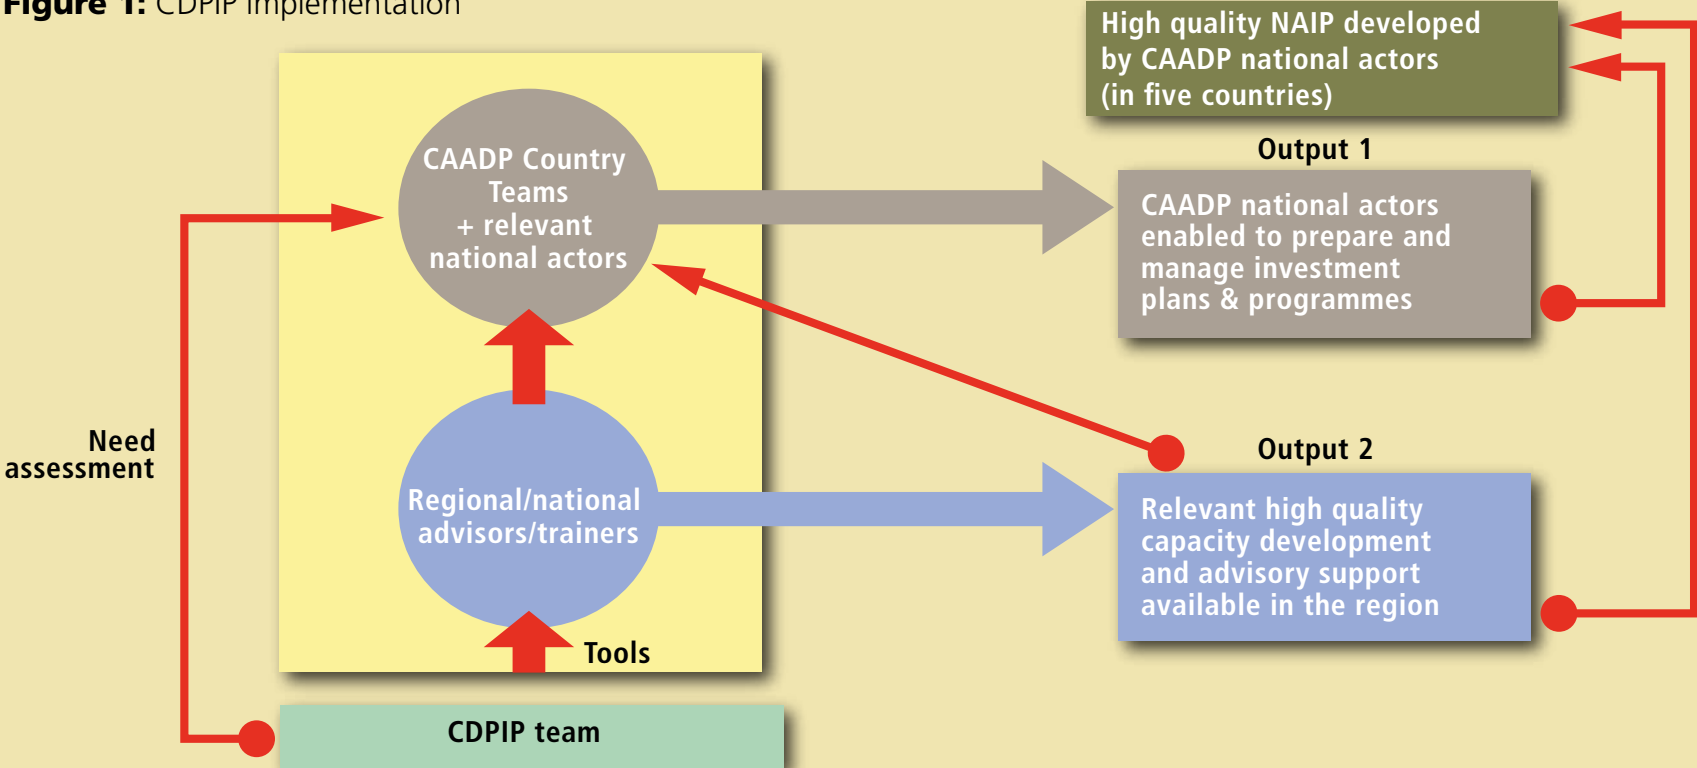 Figure 1: CDPIP implementation
High quality NAIP developed
by CAADP national actors
(in five countries)
CAADP Country
Teams
+ relevant
national actors
Output 1
CAADP national actors
enabled to prepare and
manage investment
plans & programmes
Need
assessment
Regional/national
advisors/trainers
Output 2
Relevant high quality
capacity development
and advisory support
available in the region
Tools
CDPIP team